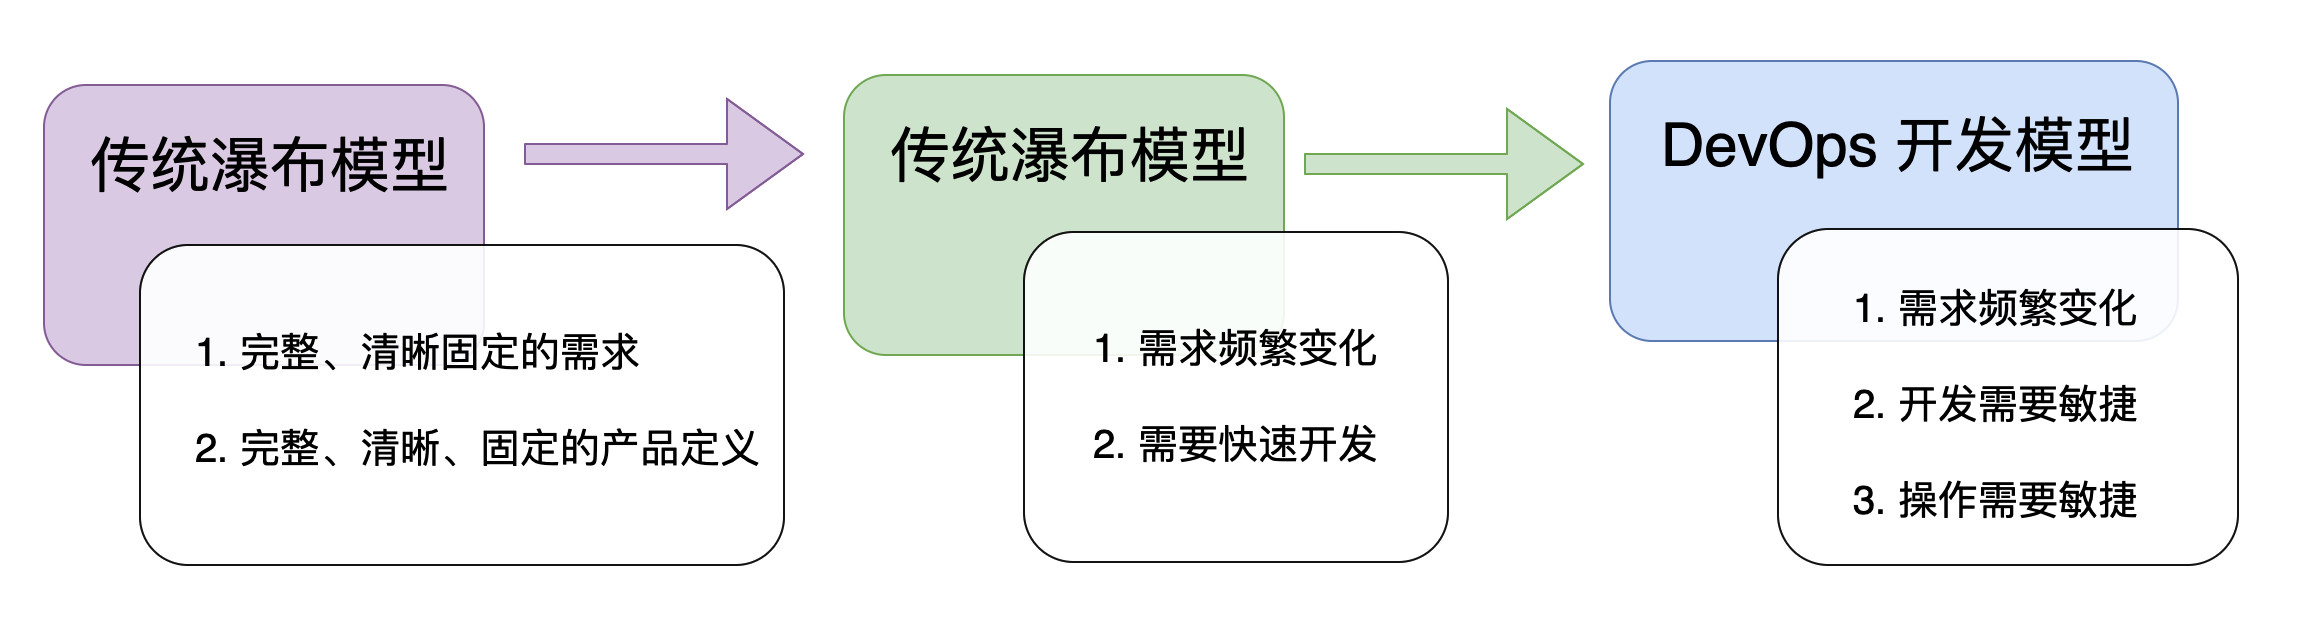 传统瀑布模型
1. 完整、清晰固定的需求
2. 完整、清晰、固定的产品定义
传统瀑布模型
1. 需求频繁变化
2. 需要快速开发
DevOps 开发模型
1. 需求频繁变化
2. 开发需要敏捷
3. 操作需要敏捷